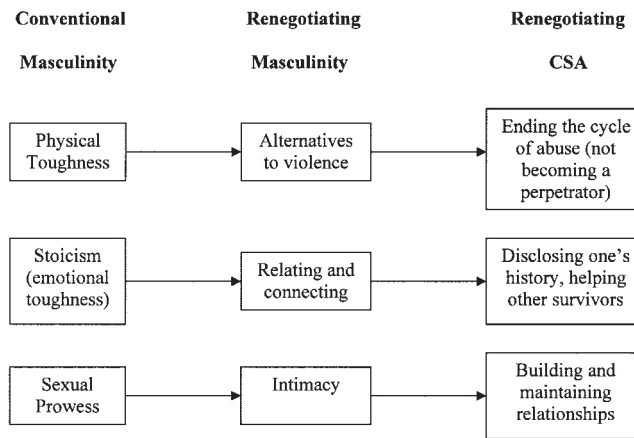 Conventional
Masculinity
Renegotiating
Masculinity
Renegotiating
CSA
Physical
Toughness
Alternatives
to violence
Ending the cycle
of abuse (not
becoming a
perpetrator)
Stoicism
(emotional
toughness)
Relating and
connecting
Disclosing one's
history, helping
other survivors
Sexual
Prowess
Intimacy
Building and
maintaining
relationships